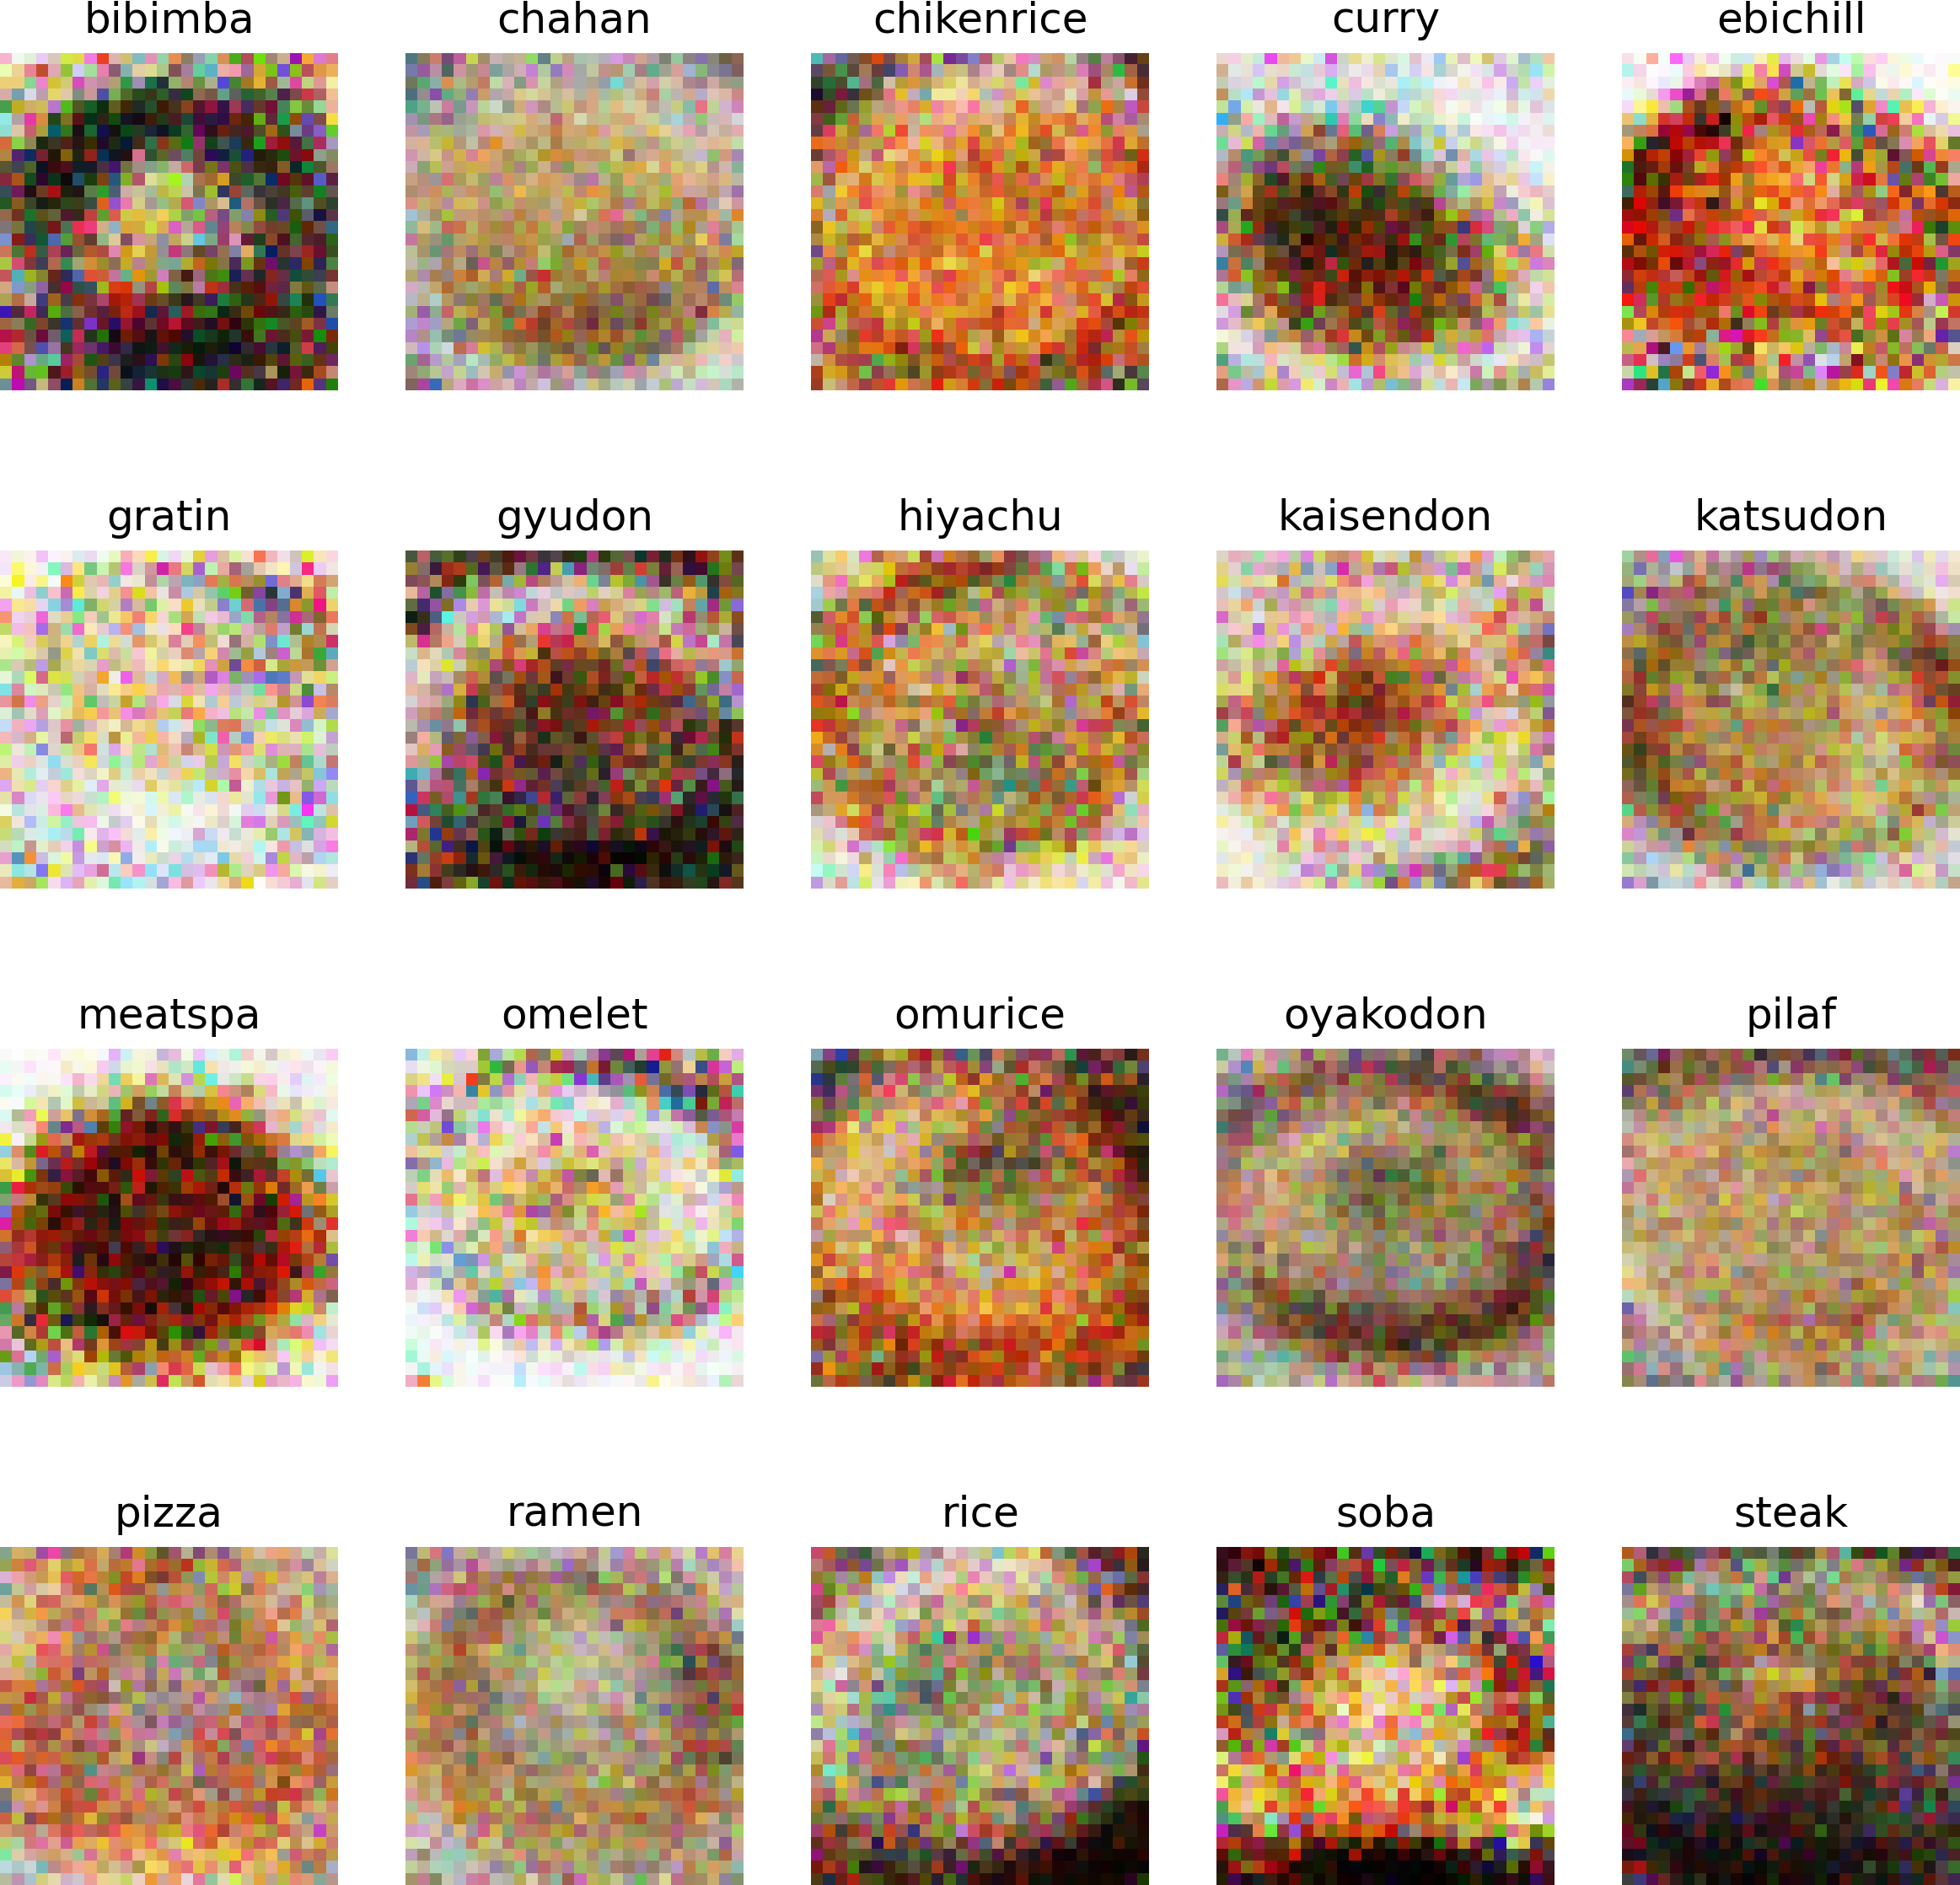 bibimba chahan chikenrice curry ebichill
gratin gyudon hiyachu kaisendon katsudon
meatspa omelet omurice oyakodon pilaf
pizza ramen rice soba steak